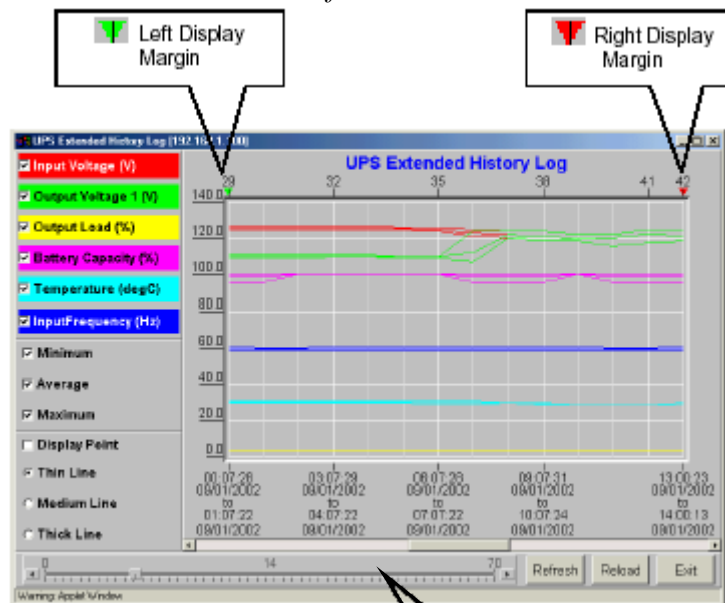 Left Display
Margin
Right Display
Margin
UPS Extended History Log
UPS Extended History Log
Input Voltage (V)
Output Voltage 1 (V)
Output Load (%)
Battery Capacity (%)
Temperature (degC)
InputFrequency (Hz)
Minimum
Average
Maximum
Display Point
Thin Line
Medium Line
Thick Line
29 32 35 38 41 42
140.0
120.0
100.0
80.0
60.0
40.0
20.0
0.0
00:07:26 03:07:29 06:07:26 09:07:31 13:00:23
09/01/2002 09/01/2002 09/01/2002 09/01/2002 09/01/2002
to to to to to
01:07:22 04:07:22 07:07:22 10:07:34 14:00:13
09/01/2002 09/01/2002 09/01/2002 09/01/2002 09/01/2002
0 14 70
Refresh Reload Exit
Warning: Applet Window